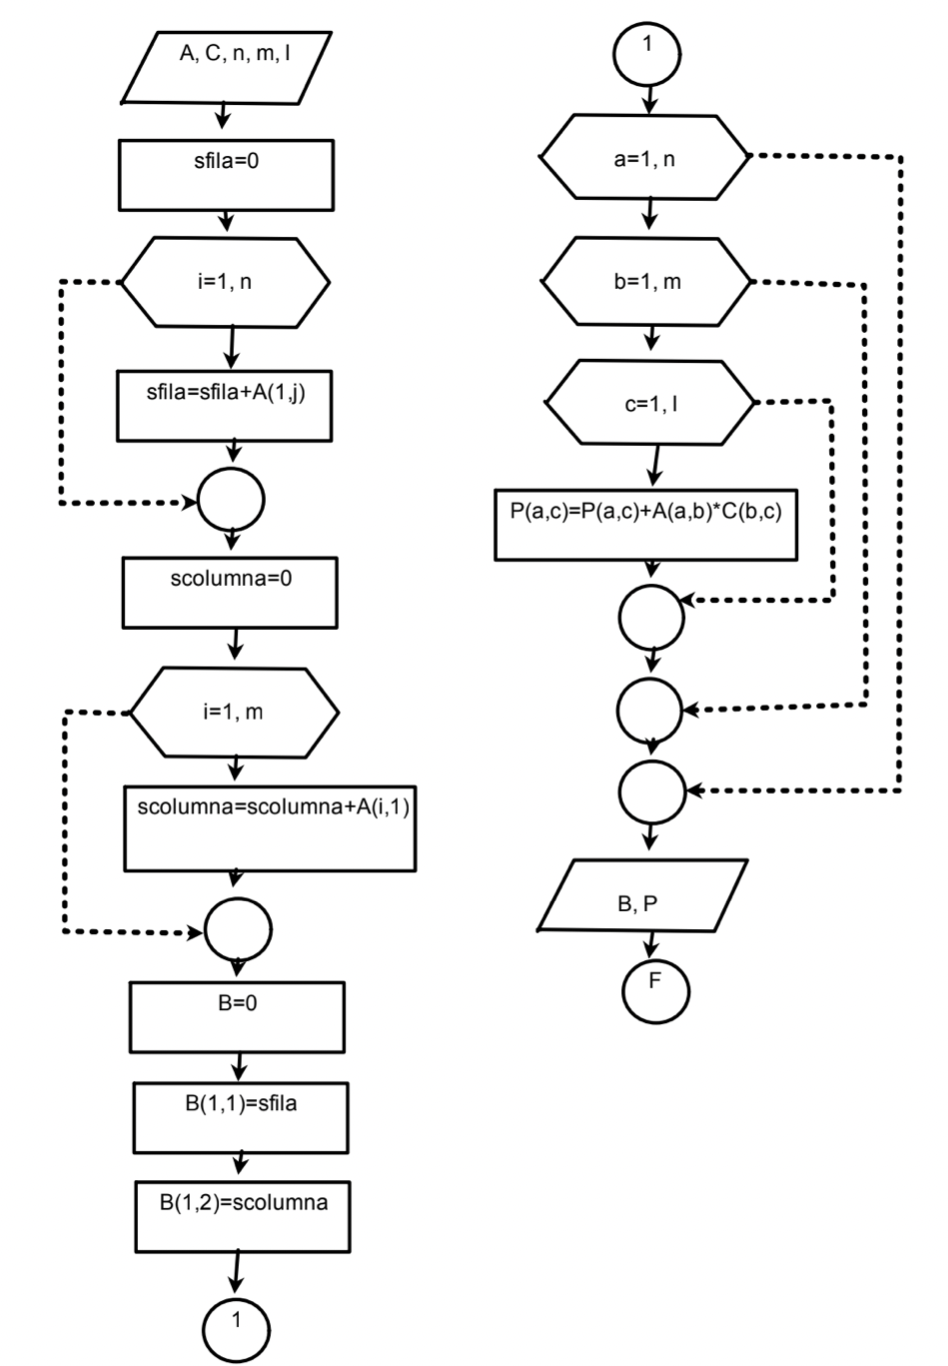 A, C, n, m, l
sfila=0
i=1, n
sfila=sfila+A(1,j)
scolumna=0
i=1, m
scolumna=scolumna+A(i,1)
B=0
B(1,1)=sfila
B(1,2)=scolumna
1
1
a=1, n
b=1, m
c=1, l
P(a,c)=P(a,c)+A(a,b)*C(b,c)
B, P
F